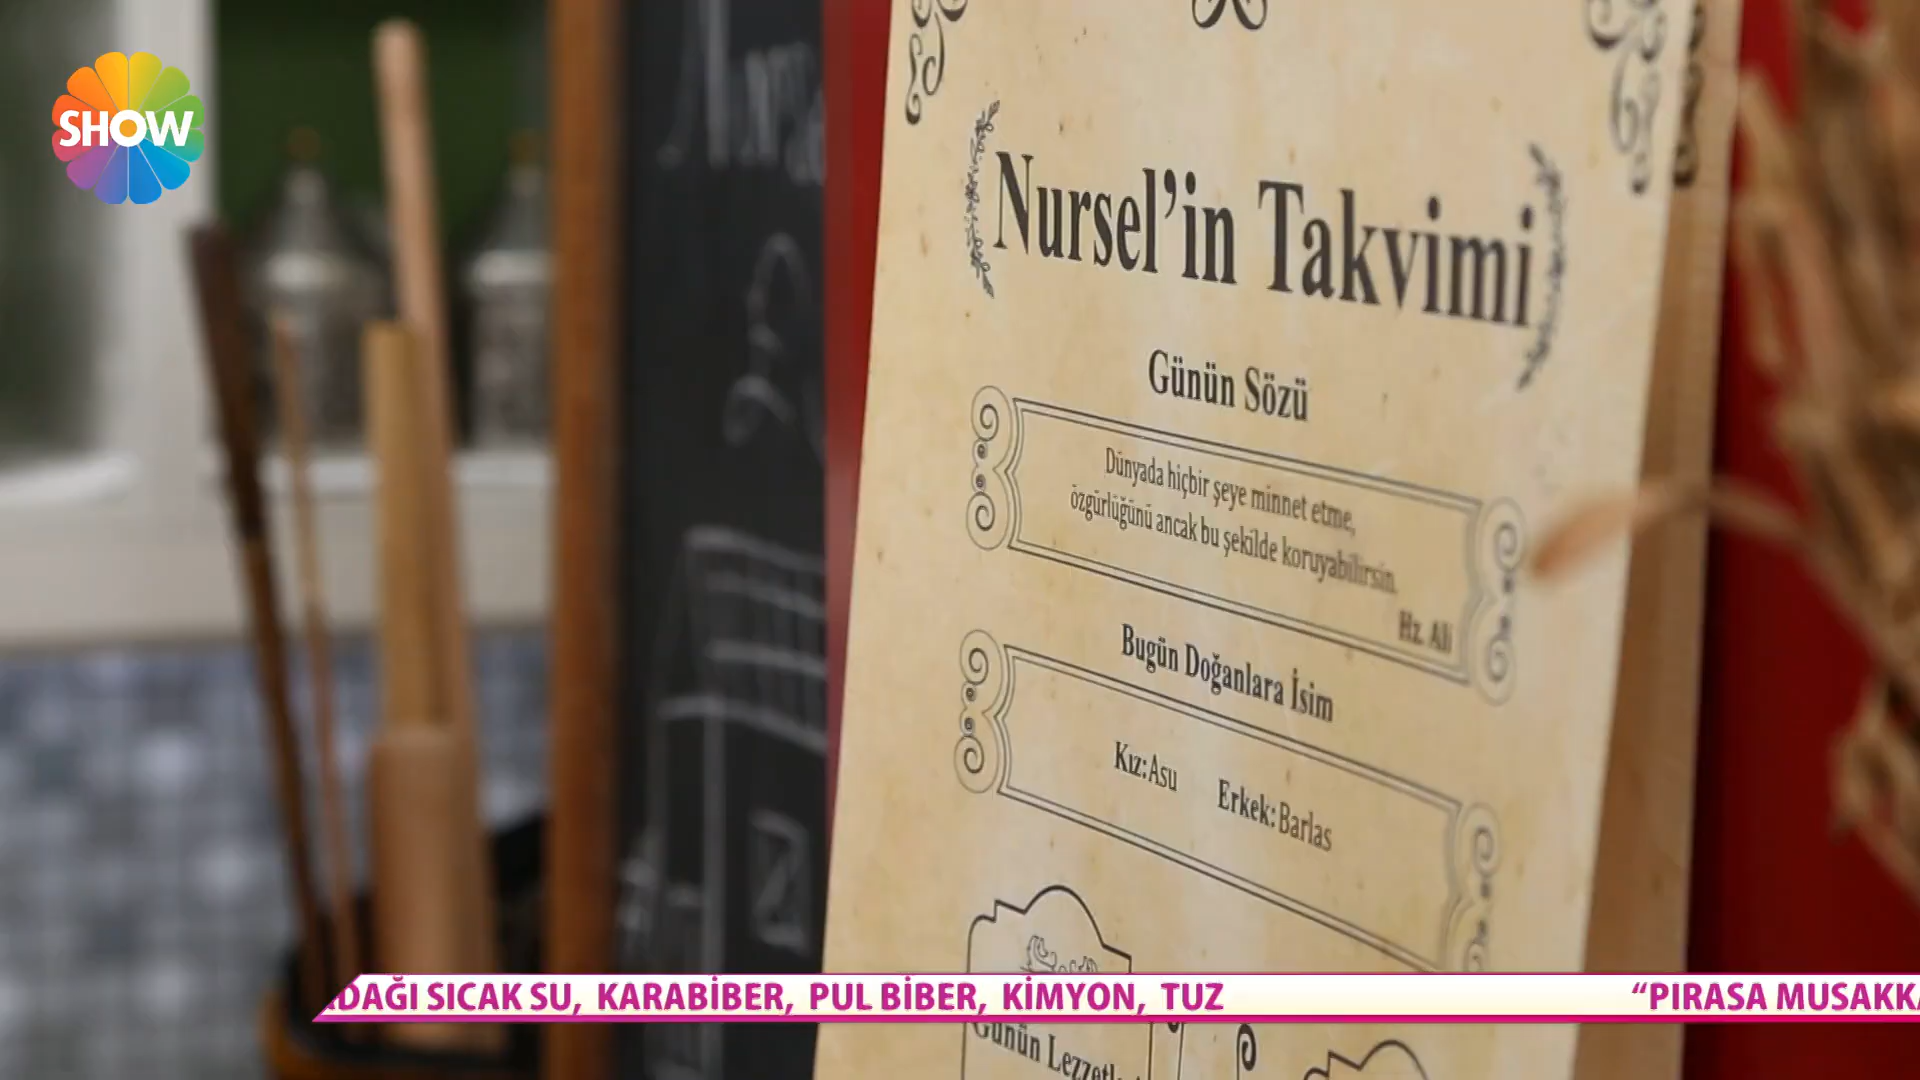 SHOW
Nursel’in Takvimi
Günün Sözü
Dünyada hiçbir şeye minnet etme,
özgürlüğünü ancak bu şekilde koruyabilirsin.
Hz. Ali
Bugün Doğanlara İsim
Kız:Asu Erkek:Barlas
SICAK SU, KARABİBER, PUL BİBER, KİMYON, TUZ
“PIRASA
Günün